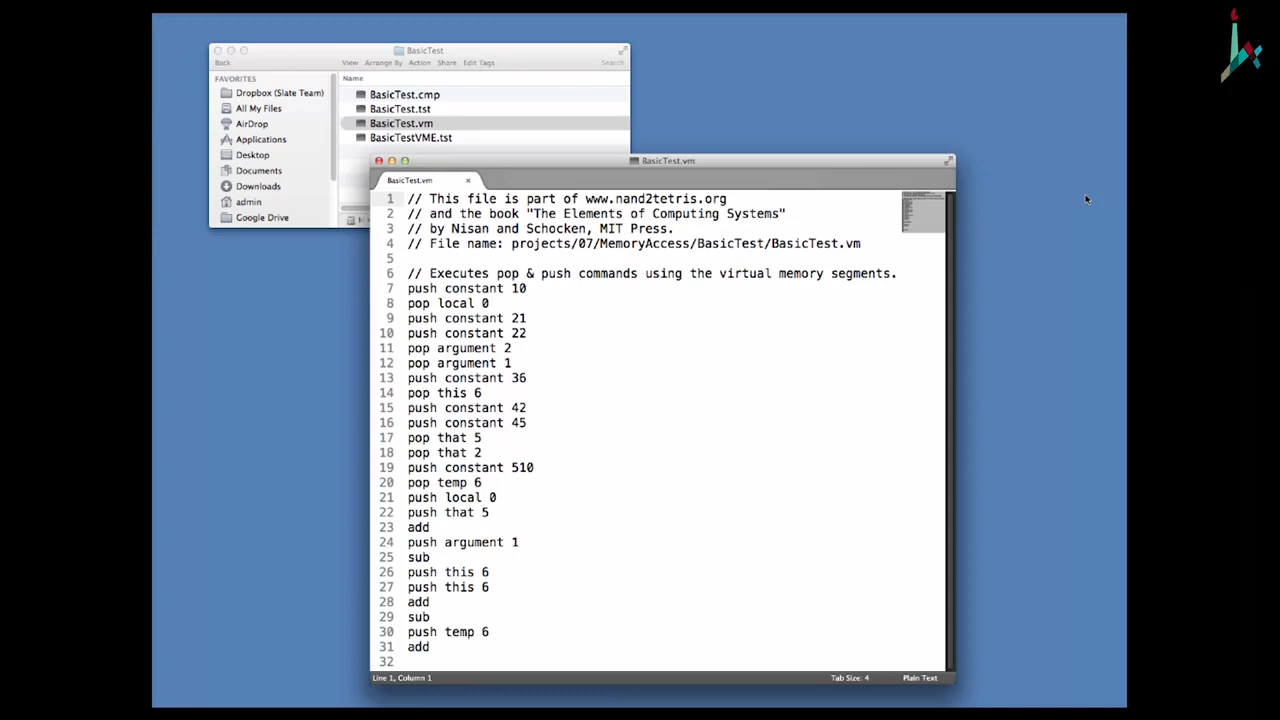 BasicTest
Back
View
Arrange By
Action
Share
Edit Tags
Search
FAVORITES
Dropbox (Slate Team)
All My Files
AirDrop
Applications
Desktop
Documents
Downloads
admin
Google Drive
Name
BasicTest.cmp
BasicTest.tst
BasicTest.vm
BasicTestVME.tst
BasicTest.vm
BasicTest.vm ×
1 // This file is part of www.nand2tetris.org
2 // and the book "The Elements of Computing Systems"
3 // by Nisan and Schocken, MIT Press.
4 // File name: projects/07/MemoryAccess/BasicTest/BasicTest.vm
5
6 // Executes pop & push commands using the virtual memory segments.
7 push constant 10
8 pop local 0
9 push constant 21
10 push constant 22
11 pop argument 2
12 pop argument 1
13 push constant 36
14 pop this 6
15 push constant 42
16 push constant 45
17 pop that 5
18 pop that 2
19 push constant 510
20 pop temp 6
21 push local 0
22 push that 5
23 add
24 push argument 1
25 sub
26 push this 6
27 push this 6
28 add
29 sub
30 push temp 6
31 add
32
Line 1, Column 1
Tab Size: 4
Plain Text